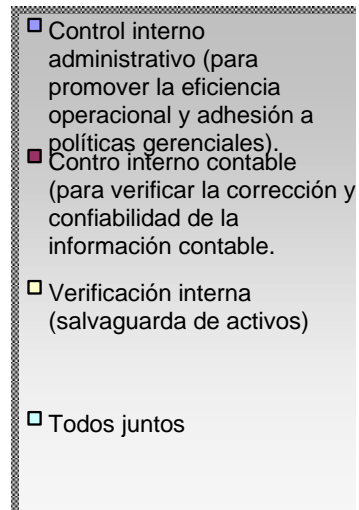 Control interno
administrativo (para
promover la eficiencia
operacional y adhesión a
políticas gerenciales).
Contro interno contable
(para verificar la corrección y
confiabilidad de la
información contable.
Verificación interna
(salvaguarda de activos)
Todos juntos